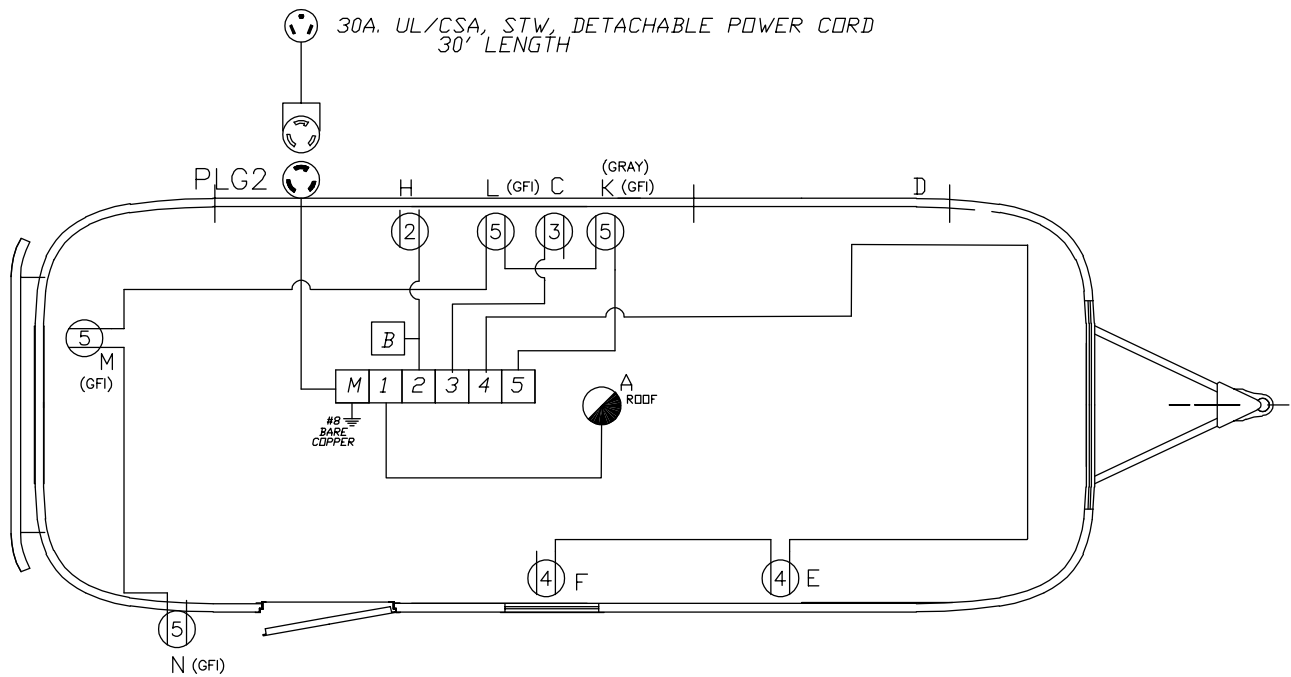 30A. UL/CSA, STW, DETACHABLE POWER CORD
30' LENGTH
PLG2
(GRAY)
H
L (GFI) C
K (GFI)
D
2
5
3
5
5
M
(GFI)
B
M 1 2 3 4 5
A
ROOF
#8
BARE
COPPER
4 F
4 E
5
N (GFI)